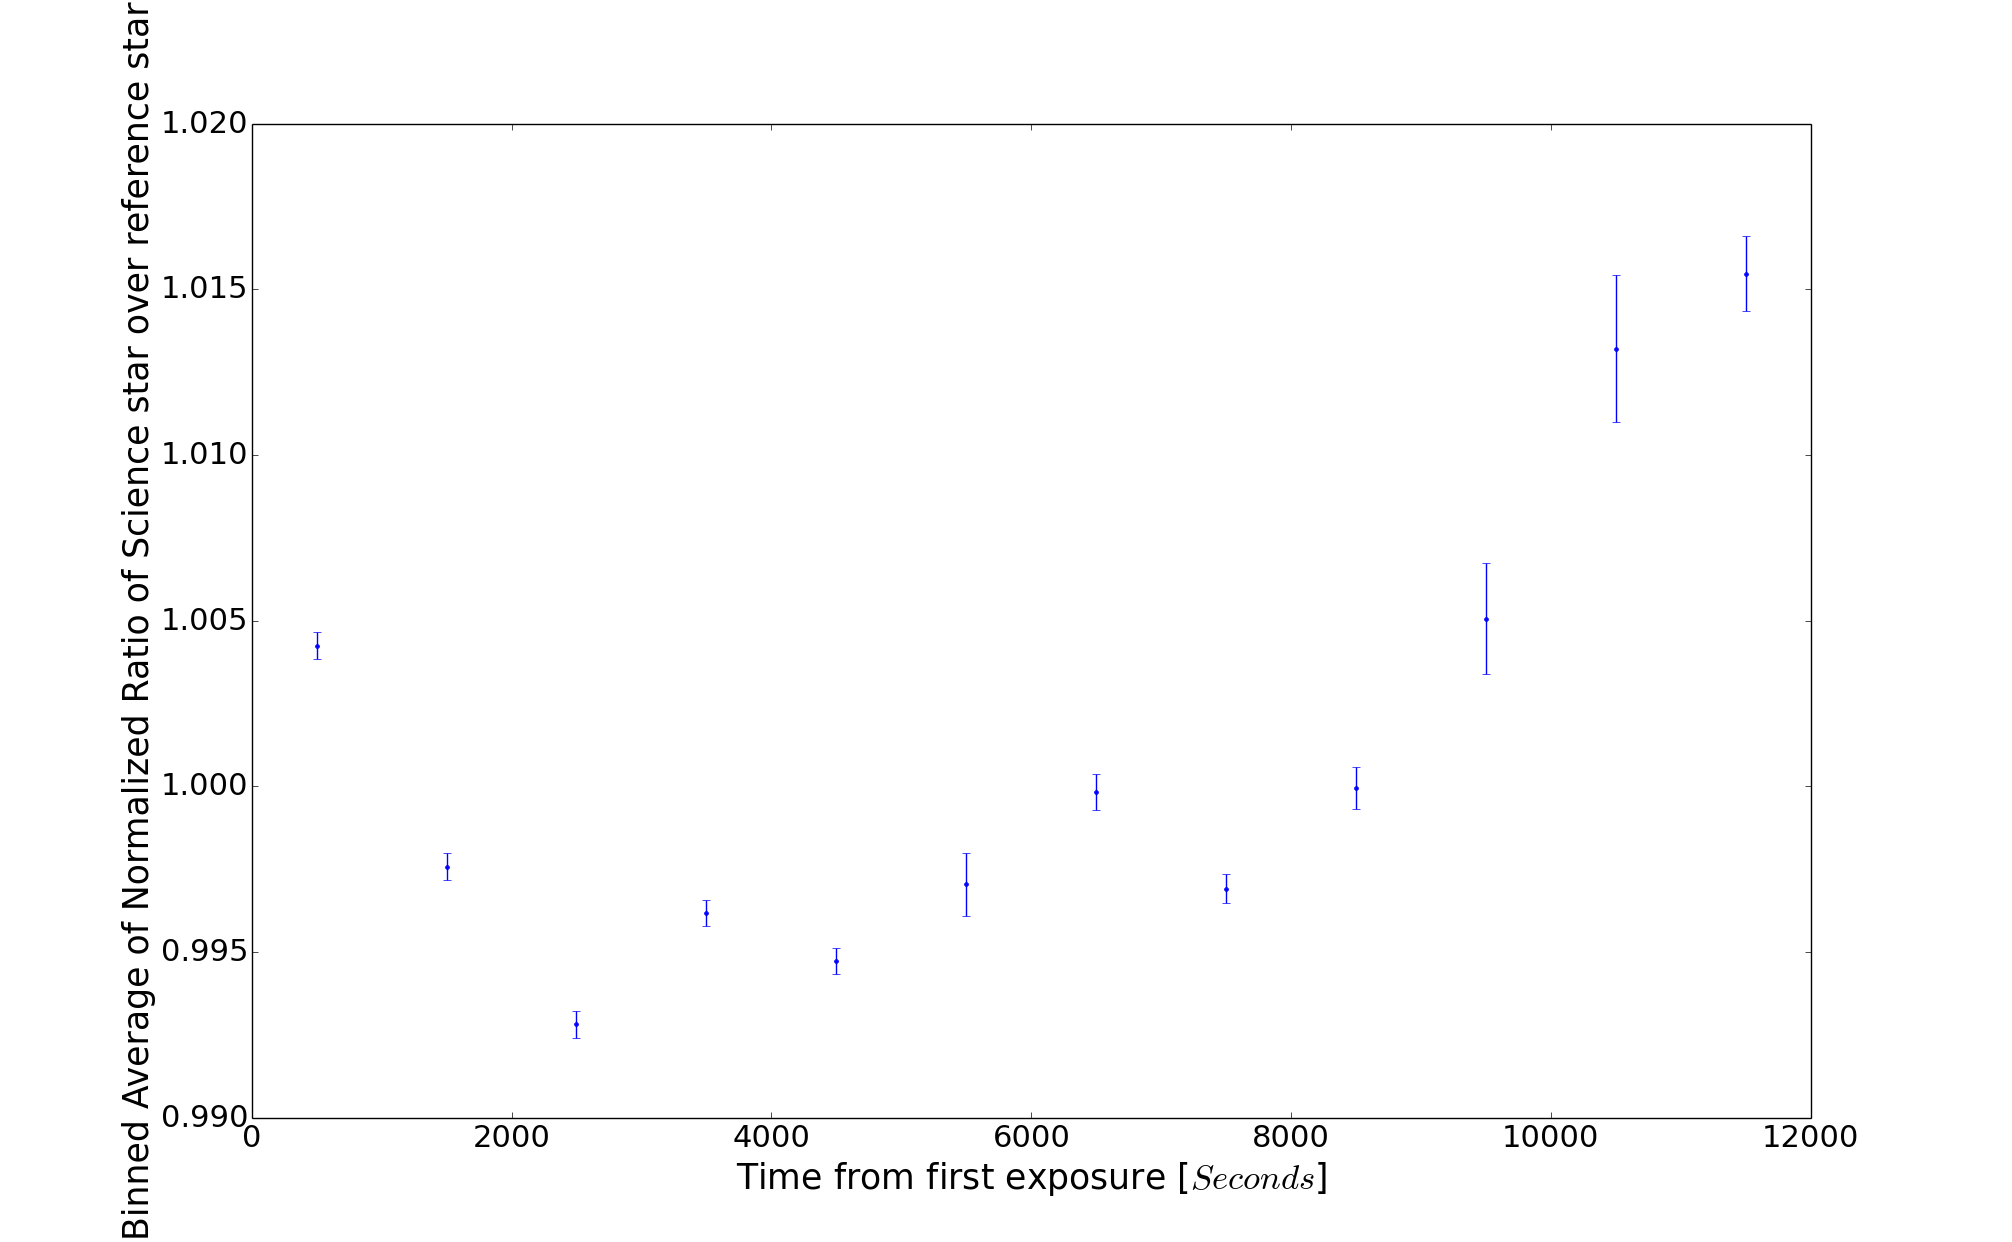 Binned Average of Normalized Ratio of Science star over reference star
1.020
1.015
1.010
1.005
1.000
0.995
0.990
0 2000 4000 6000 8000 10000 12000
Time from first exposure [Seconds]